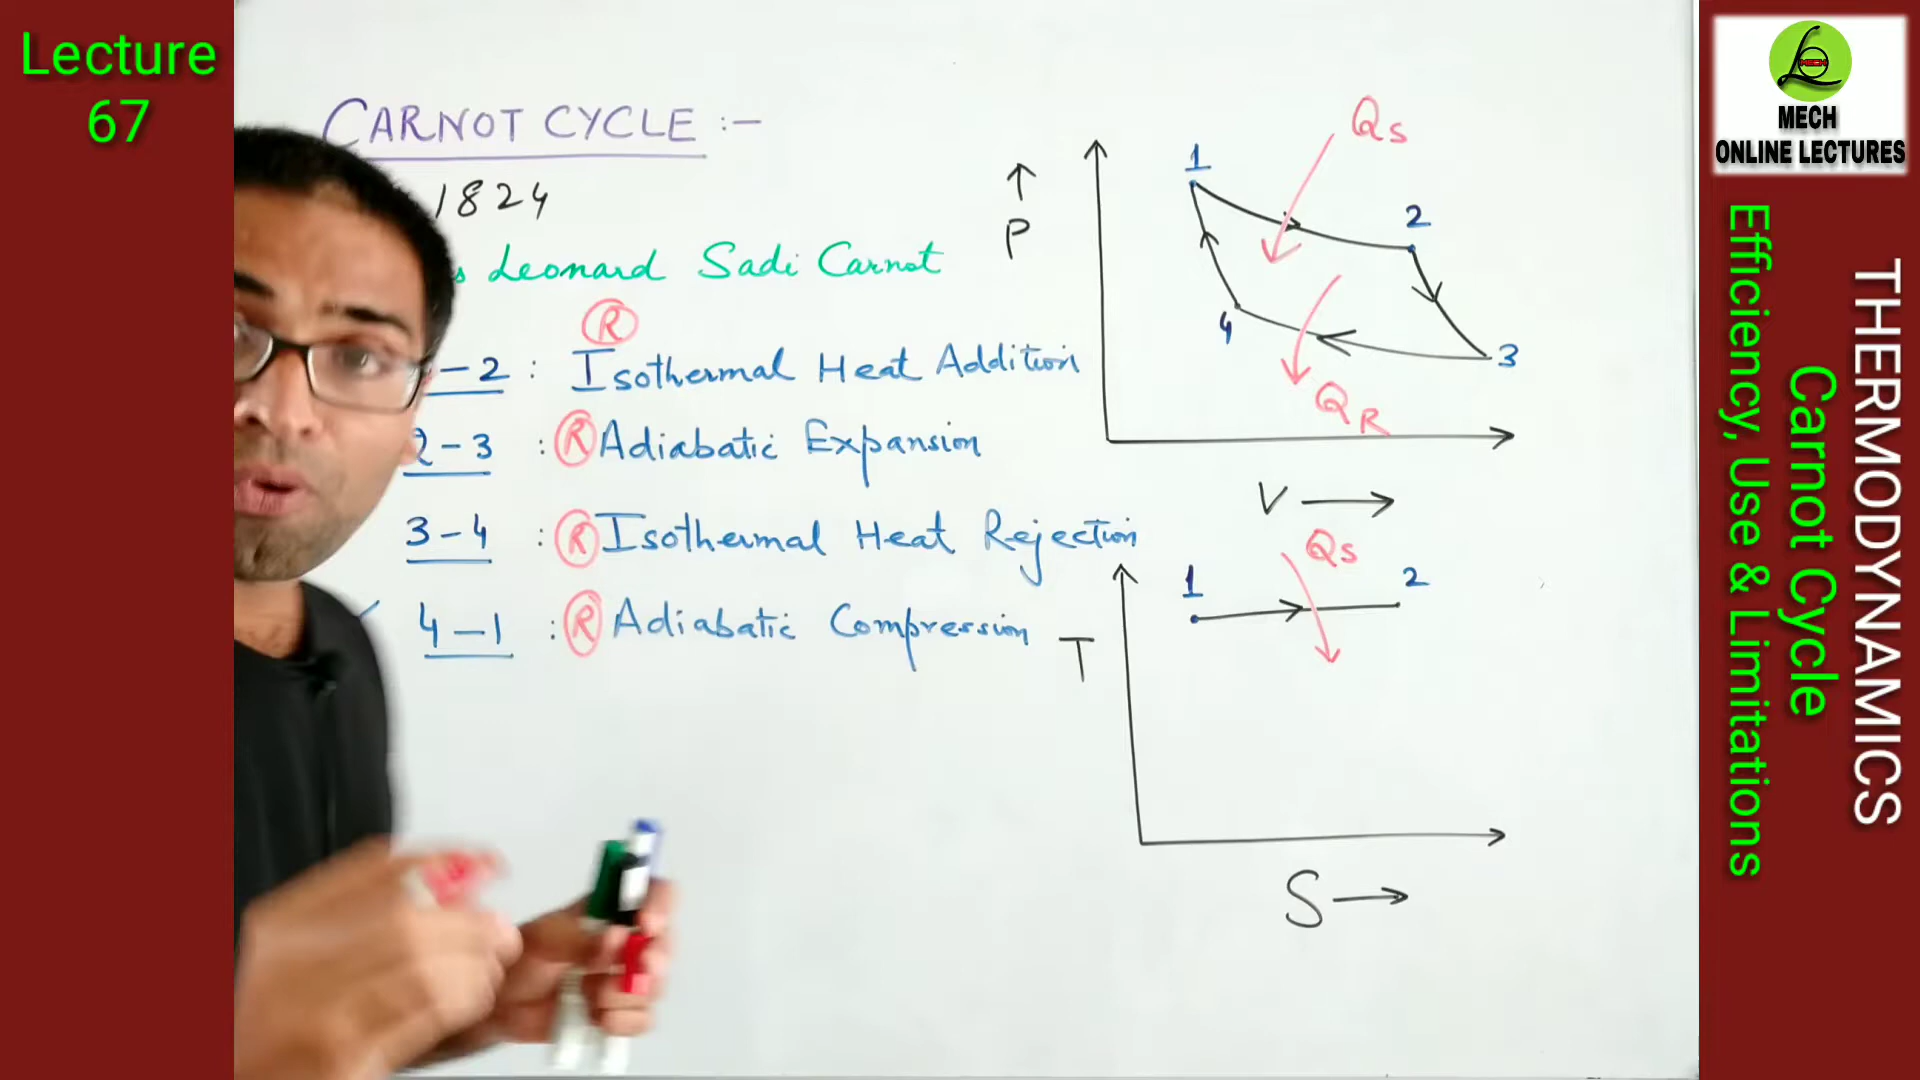 Lecture
67
CARNOT CYCLE :-
1824
s Leonard Sadi Carnot
R
- 2 : Isothermal Heat Addition
2 - 3 : R Adiabatic Expansion
3 - 4 : R Isothermal Heat Rejection
4 - 1 : R Adiabatic Compression
P
1
2
3
4
Qs
QR
V
T
1
2
Qs
S
MECH
MECH
ONLINE LECTURES
THERMODYNAMICS
Carnot Cycle
Efficiency, Use & Limitations